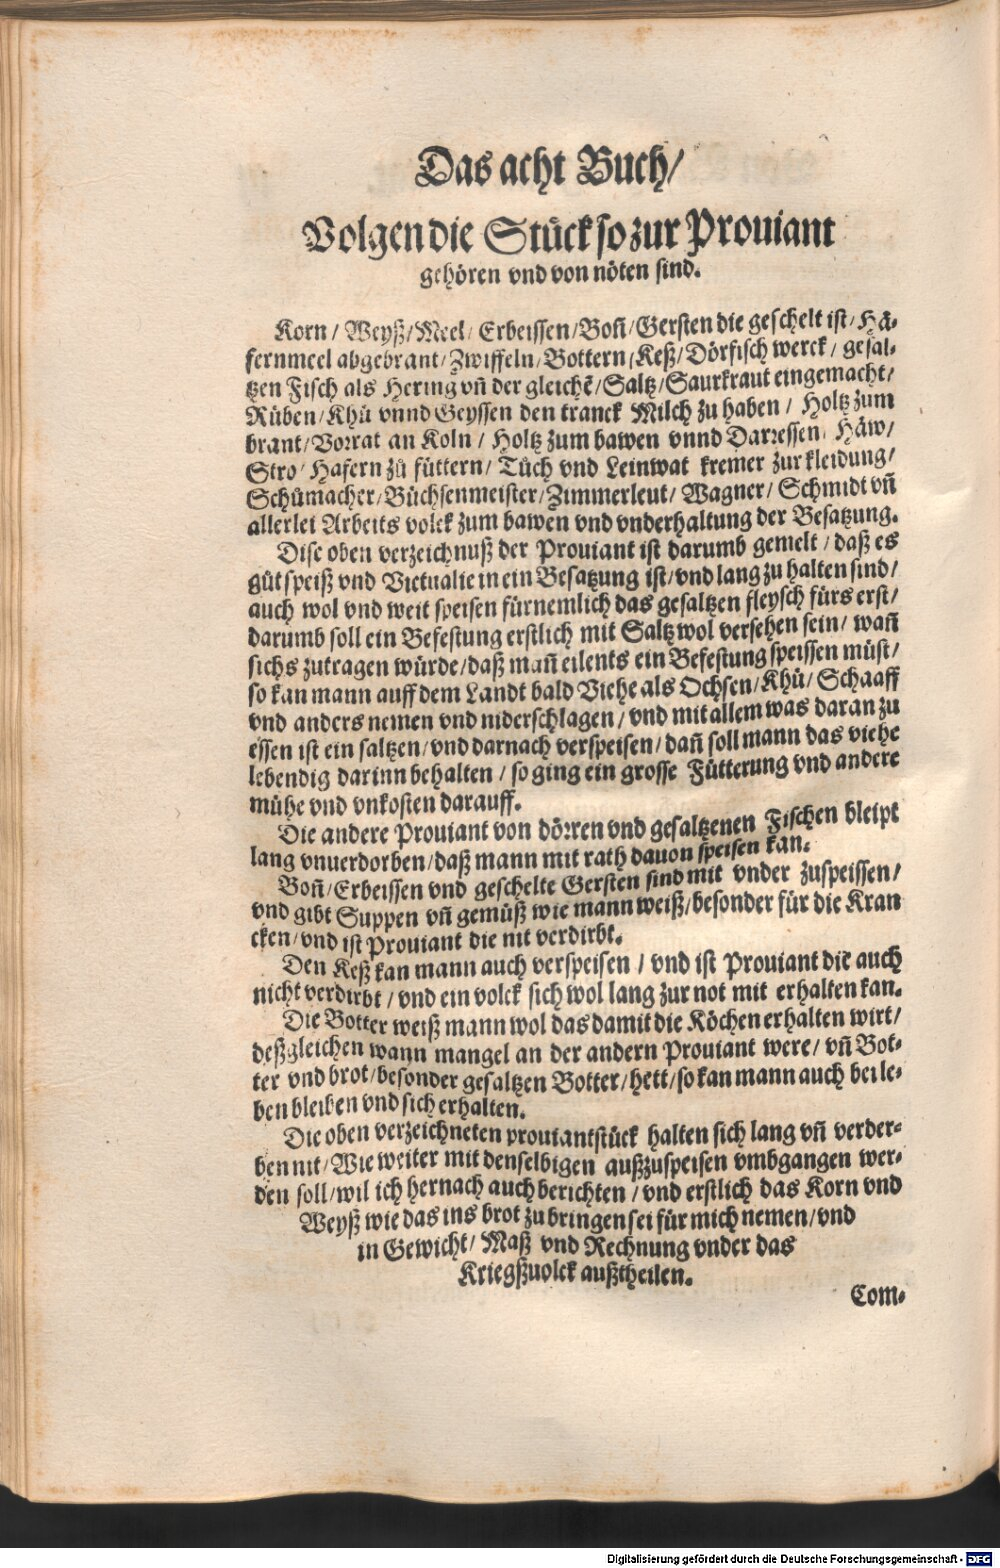 Das acht Buch/
Volgen die Stück so zur Prouiant
gehören vnd von nöten sind.
Korn/ Weyß/ Meel/ Erbeissen/ Boñ/ Gersten die geschelt ist/ Hä-
fernmeel abgebrant/ Zwiffeln/ Bottern/ Keß/ Dörfisch werck/ gesal-
tzen Fisch als Hering vñ der gleichẽ/ Saltz/ Saurkraut eingemacht/
Rüben/ Khü vnnd Geyssen den tranck Milch zu haben/ Holtz zum
brant/ Vorrat an Koln/ Holtz zum bawen vnnd Darressen/ Häw/
Stro/ Hafern zů füttern/ Tůch vnd Leinwat kremer zur kleidung/
Schůmacher/ Büchsenmeister/ Zimmerleut/ Wagner/ Schmidt vñ
allerlei Arbeits volck zum bawen vnd vnderhaltung der Besatzung.
Dise oben verzeichnuß der Prouiant ist darumb gemelt/ daß es
gůt speiß vnd Victualie in ein Besatzung ist/ vnd lang zu halten sind/
auch wol vnd weit speisen fürnemlich das gesaltzen fleysch fürs erst/
darumb soll ein Befestung erstlich mit Saltz wol versehen sein/ wañ
sichs zutragen würde/ daß mañ eilents ein Befestung speissen müst/
so kan mann auff dem Landt bald Viehe als Ochsen/ Khü/ Schaaff
vnd anders nemen vnd niderschlagen/ vnd mit allem was daran zu
essen ist ein saltzen/ vnd darnach verspeisen/ dañ soll mann das viehe
lebendig darinn behalten/ so ging ein grosse Fütterung vnd andere
mühe vnd vnkosten darauff.
Die andere Prouiant von dörren vnd gesaltzenen Fischen bleipt
lang vnuerdorben/ daß mann mit rath dauon speisen kan.
Boñ/ Erbeissen vnd geschelte Gersten sind mit vnder zuspeissen/
vnd gibt Suppen vñ gemüß wie mann weiß/ besonder für die Kran
cken/ vnd ist Prouiant die nit verdirbt.
Den Keß kan mann auch verspeisen/ vnd ist Prouiant die auch
nicht verdirbt/ vnd ein volck sich wol lang zur not mit erhalten kan.
Die Botter weiß mann wol das damit die Köchen erhalten wirt/
deßgleichen wann mangel an der andern Prouiant were/ vñ Bot-
ter vnd brot/ besonder gesaltzen Botter/ hett/ so kan mann auch bei le-
ben bleiben vnd sich erhalten.
Die oben verzeichneten prouiantstück halten sich lang vñ verder-
ben nit/ Wie weiter mit denselbigen außzuspeisen vmbgangen wer-
den soll/ wil ich hernach auch berichten/ vnd erstlich das Korn vnd
Weyß wie das ins brot zu bringen sei für mich nemen/ vnd
in Gewicht/ Maß vnd Rechnung vnder das
Kriegßuolck außtheilen.
Com-
Digitalisierung gefördert durch die Deutsche Forschungsgemeinschaft - DFG